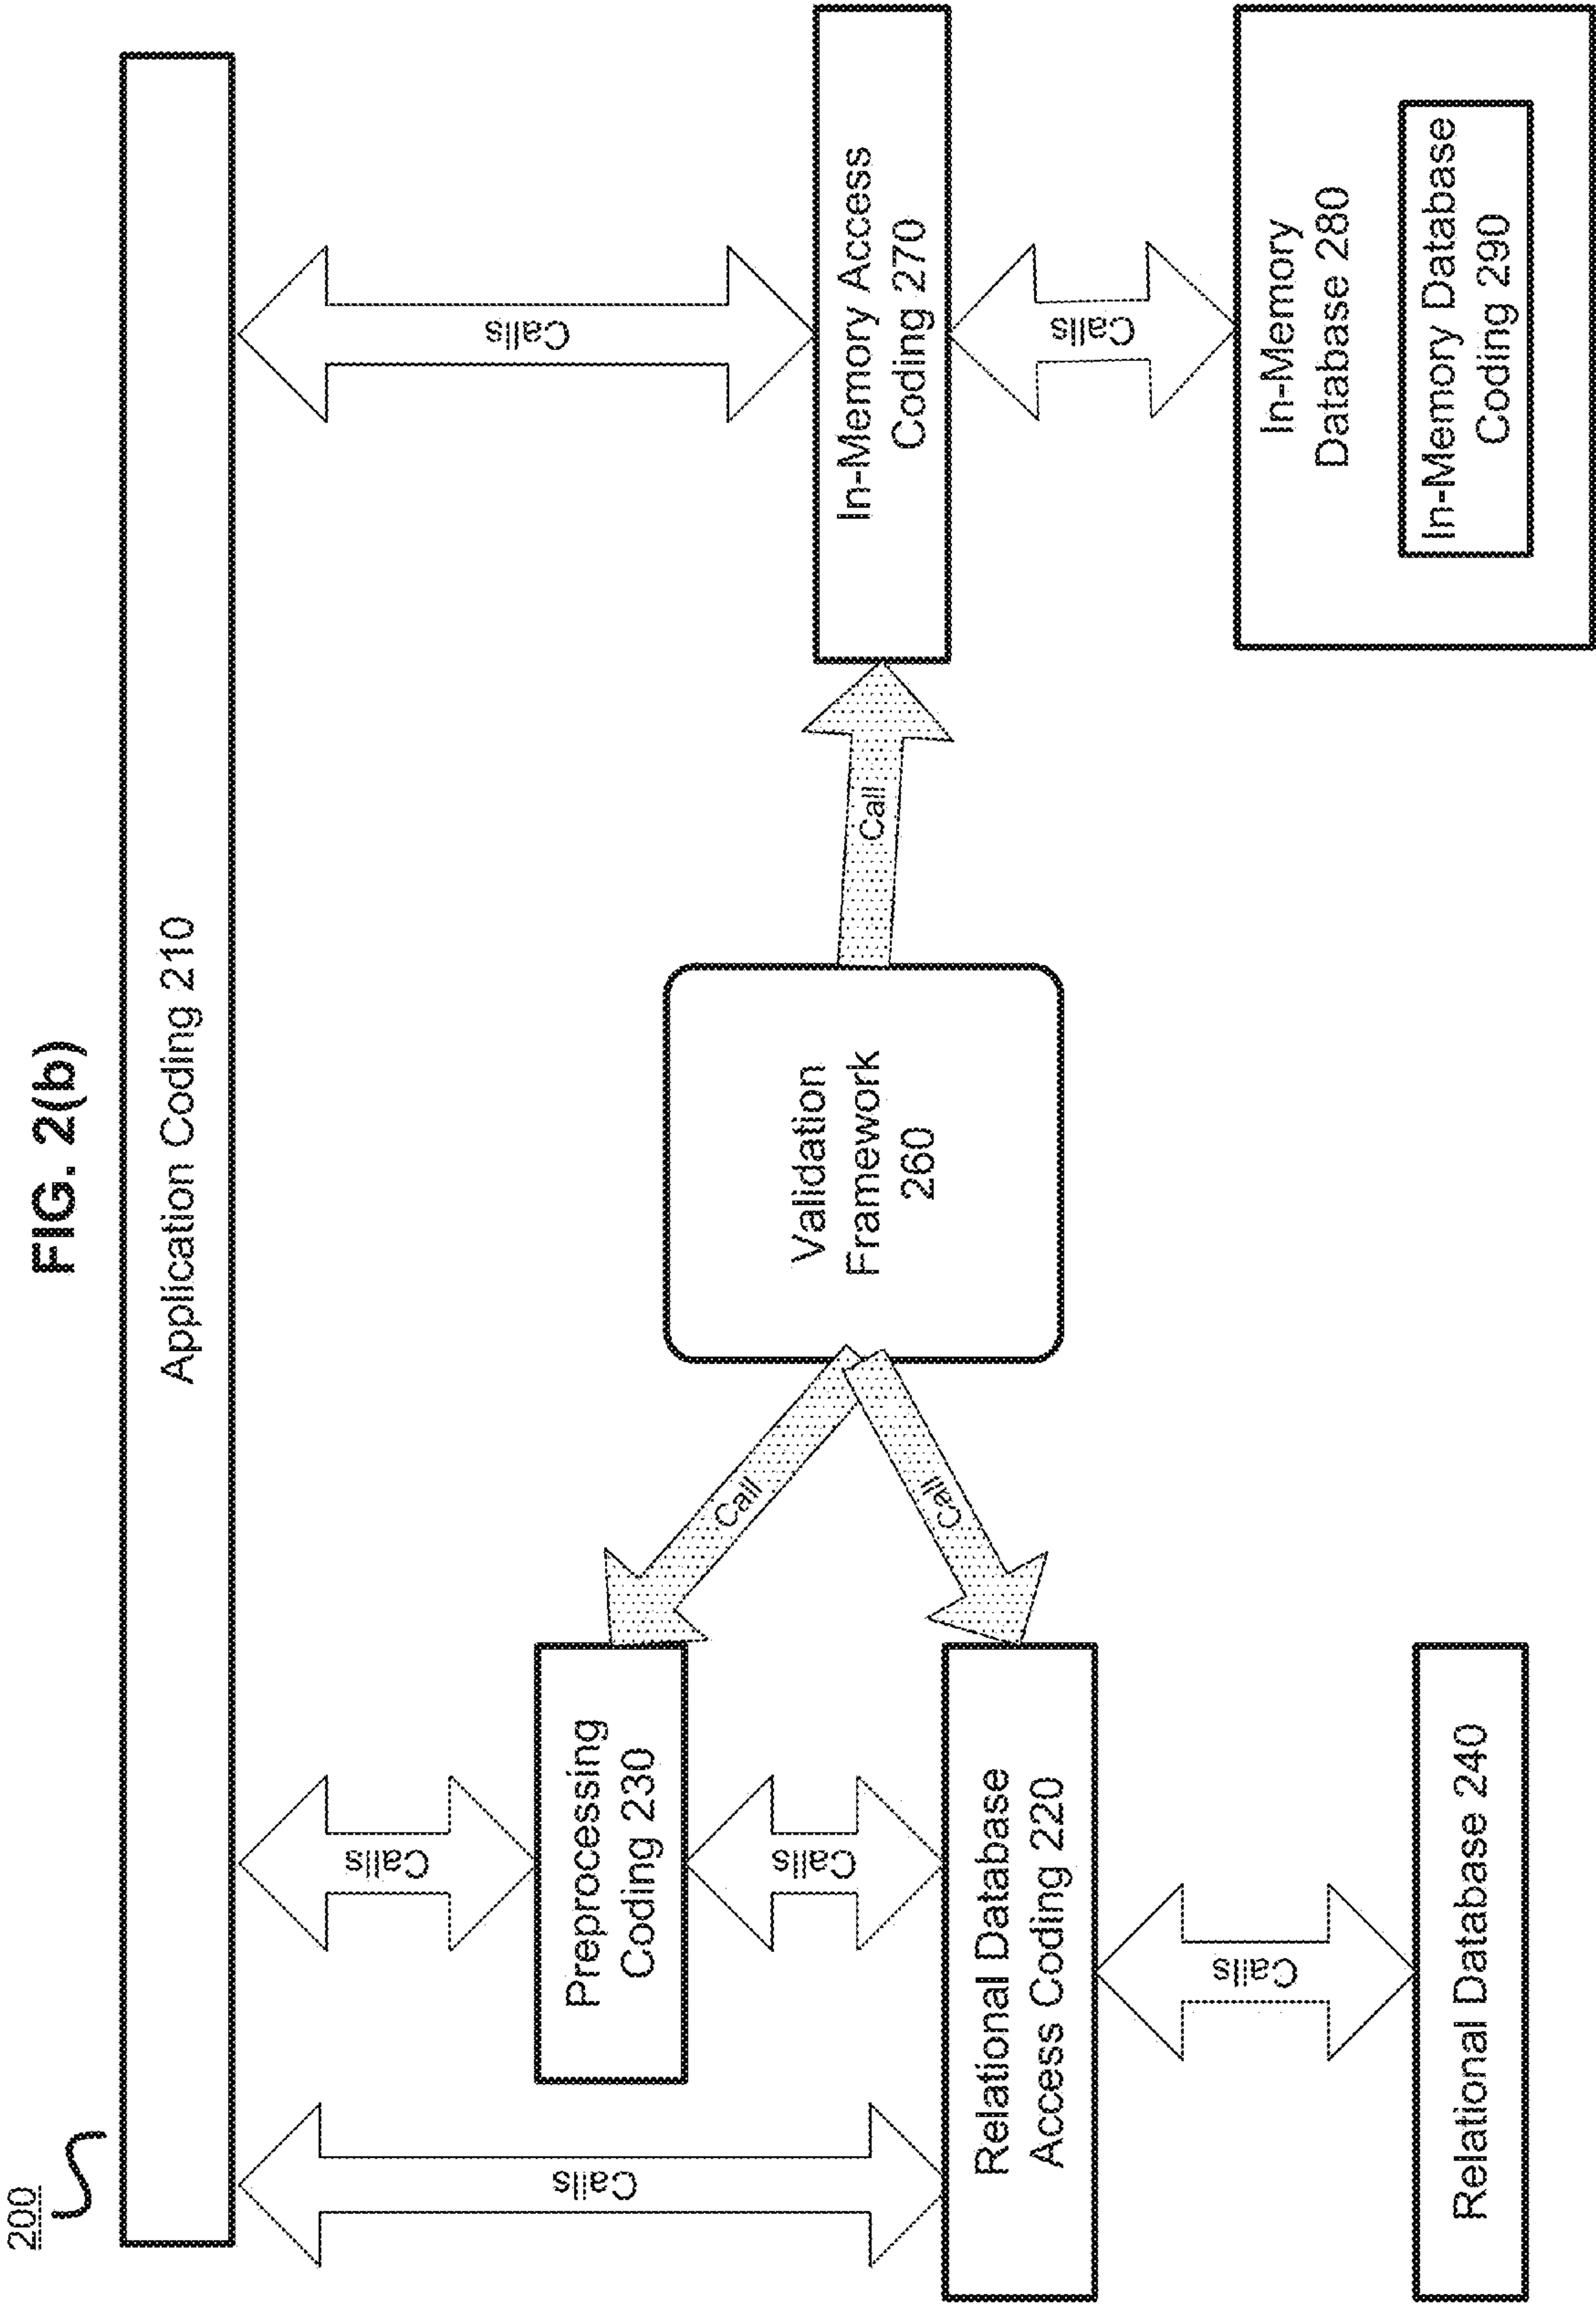 FIG. 2(b)
200
Application Coding 210
Calls
Calls
Calls
Preprocessing
Coding 230
Calls
Call
Call
Validation
Framework
260
Call
In-Memory Access
Coding 270
Relational Database
Access Coding 220
Calls
Calls
Relational Database 240
In-Memory
Database 280
In-Memory Database
Coding 290